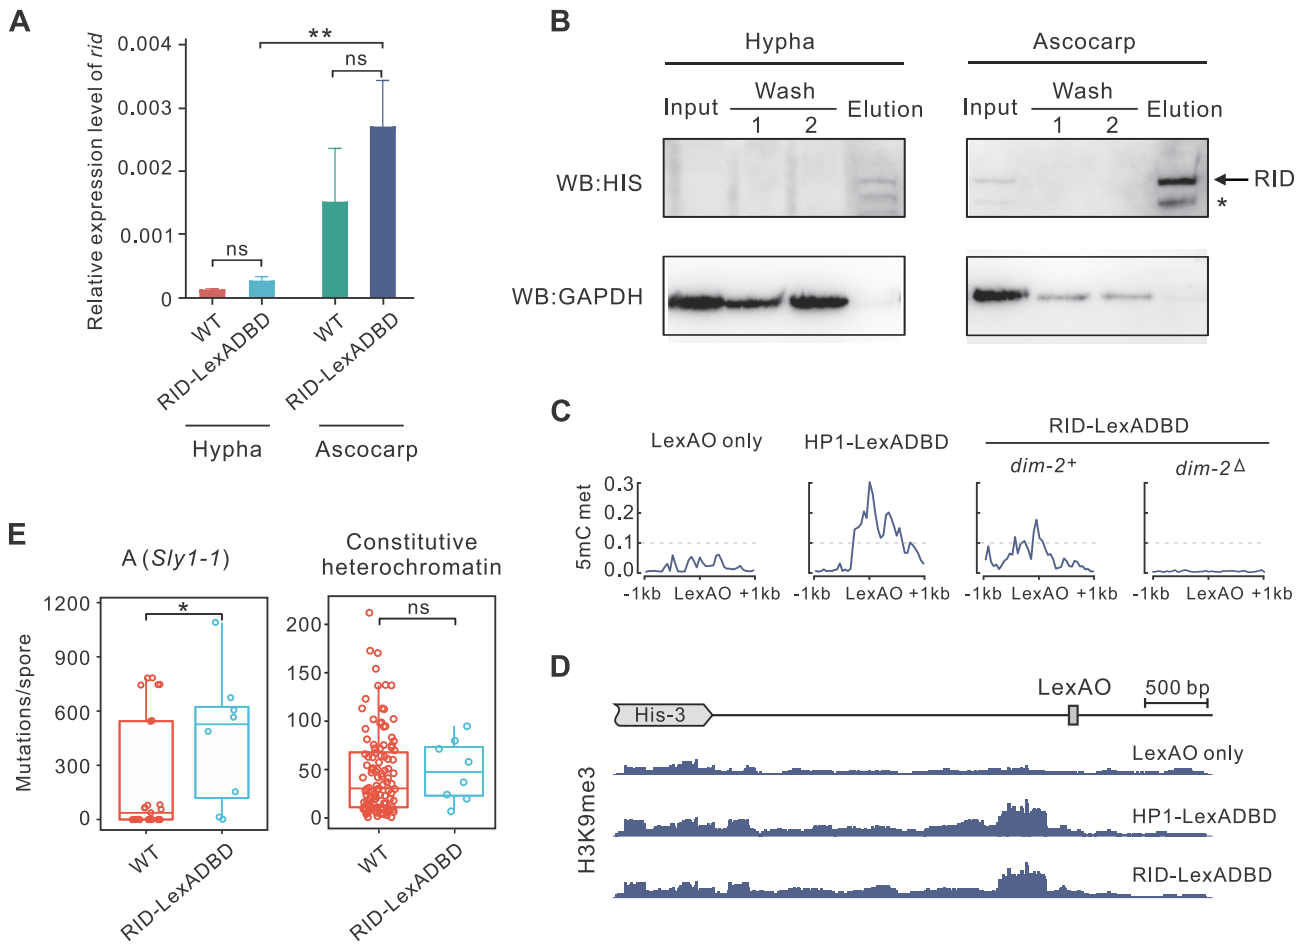 A
Relative expression level of rid
0.004
0.003
0.002
0.001
0
**
ns
ns
WT
RID-LexADBD
WT
RID-LexADBD
Hypha
Ascocarp
B
Hypha
Ascocarp
Input
Wash
Elution
1
2
Input
Wash
Elution
1
2
WB:HIS
RID
*
WB:GAPDH
C
LexAO only
HP1-LexADBD
RID-LexADBD
dim-2+
dim-2Δ
5mC met
0.3
0.2
0.1
0.0
-1kb LexAO +1kb
-1kb LexAO +1kb
-1kb LexAO +1kb
-1kb LexAO +1kb
D
LexAO
500 bp
His-3
H3K9me3
LexAO only
HP1-LexADBD
RID-LexADBD
E
A (Sly1-1)
Mutations/spore
1200
900
600
300
0
*
WT
RID-LexADBD
Constitutive
heterochromatin
200
150
100
50
0
ns
WT
RID-LexADBD